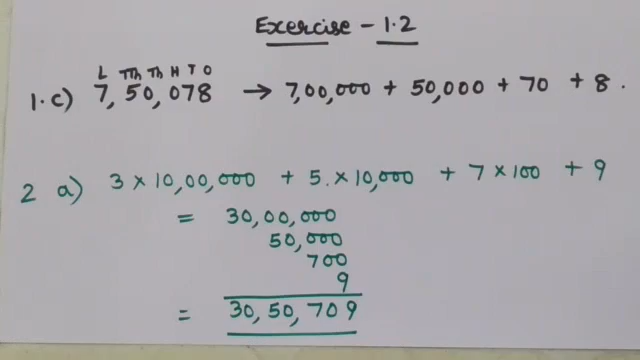 Exercise - 1.2
L TTh Th H T O
1.c) 7,50,078 → 7,00,000 + 50,000 + 70 + 8.
2 a) 3 × 10,00,000 + 5. × 10,000 + 7 × 100 + 9
= 30,00,000
50,000
700
9
= 30,50,709